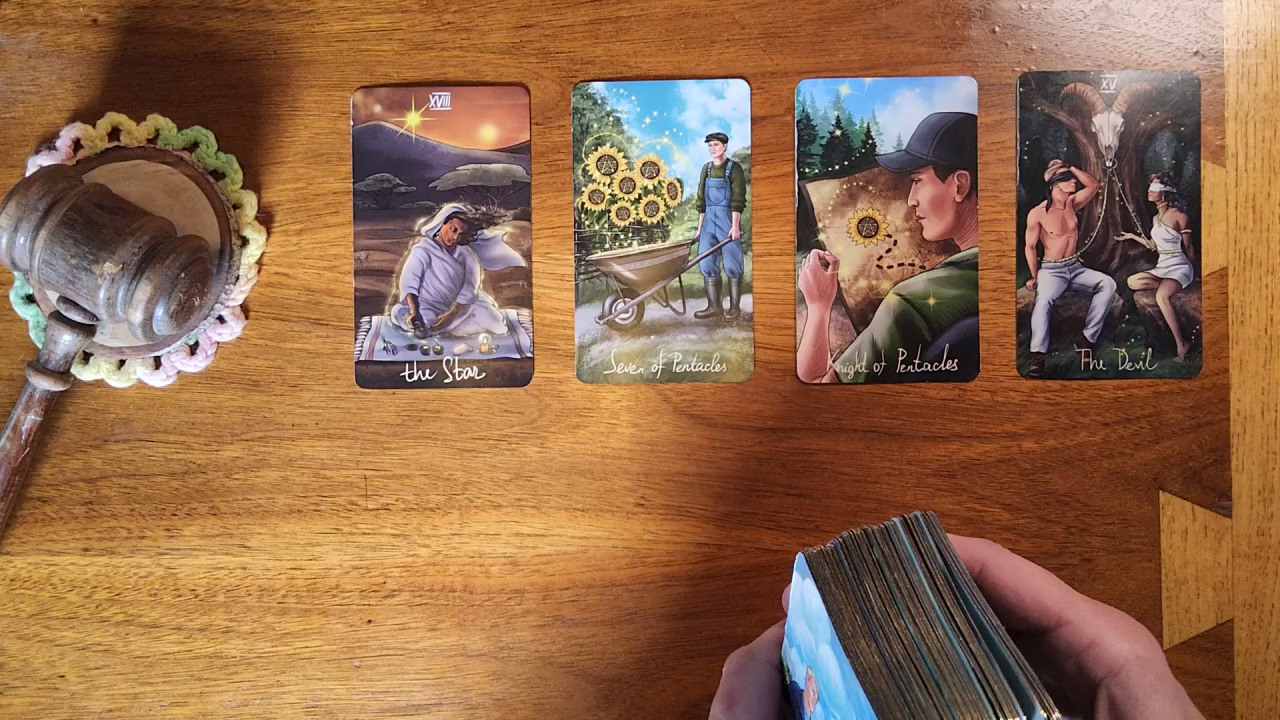 XVIII
the Star
Seven of Pentacles
Knight of Pentacles
XV
The Devil